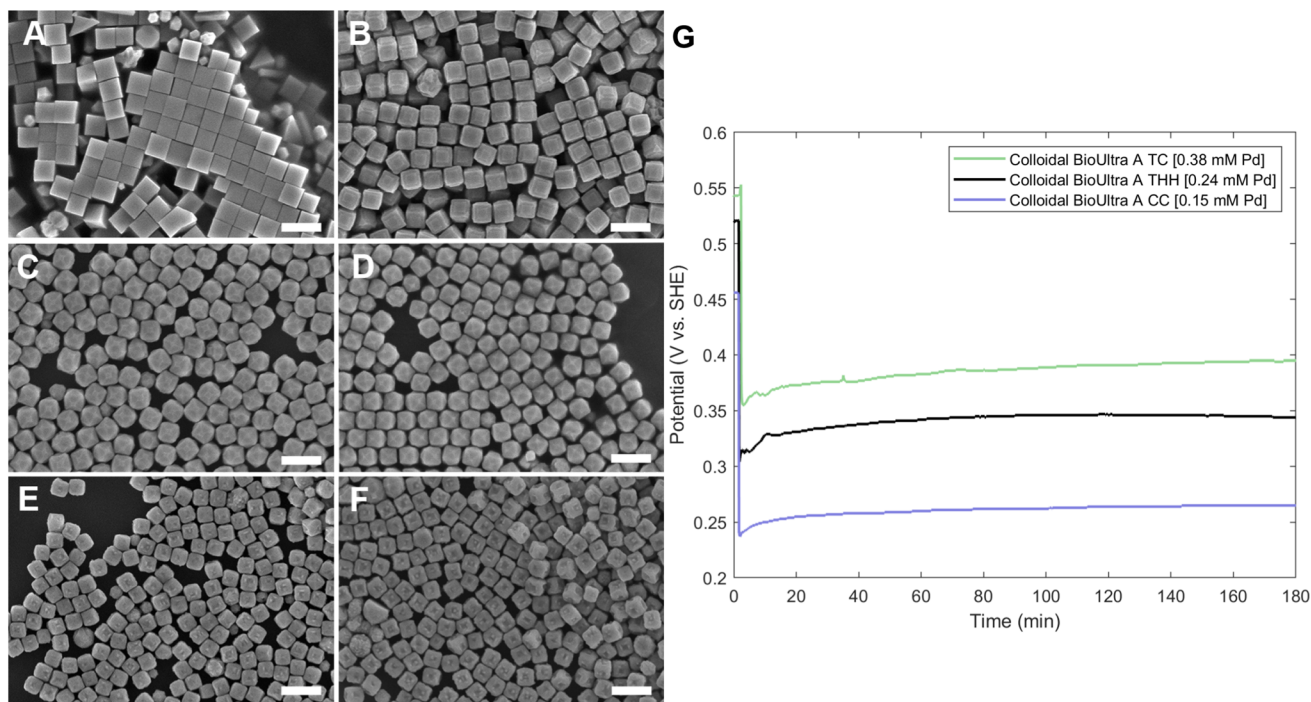 A
B
G
C
D
E
F
0.6
0.55
0.5
0.45
0.4
0.35
0.3
0.25
0.2
Potential (V vs. SHE)
Colloidal BioUltra A TC [0.38 mM Pd]
Colloidal BioUltra A THH [0.24 mM Pd]
Colloidal BioUltra A CC [0.15 mM Pd]
0 20 40 60 80 100 120 140 160 180
Time (min)